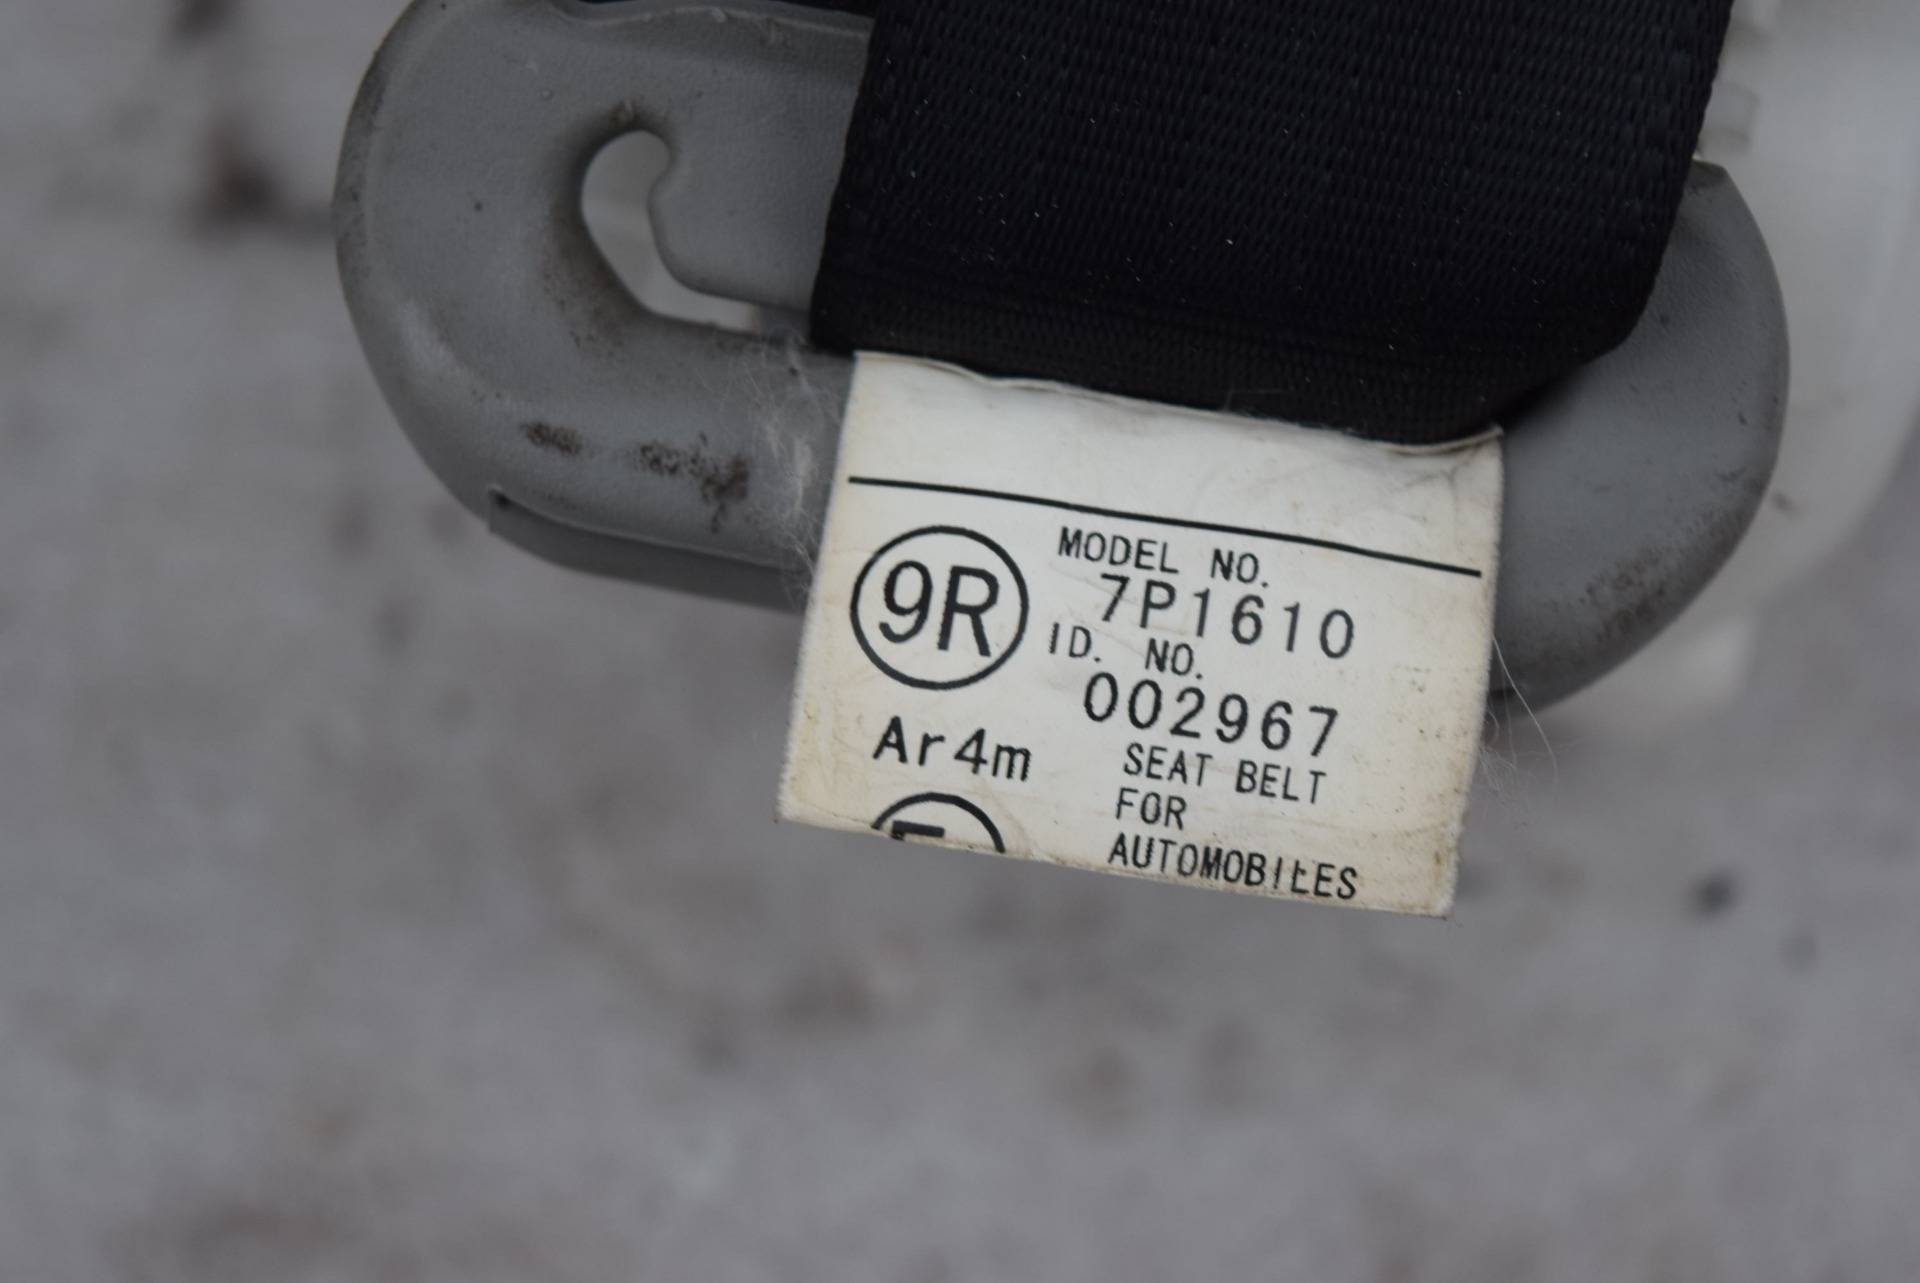 MODEL NO.
9R 7P1610
ID. NO.
002967
Ar4m SEAT BELT
FOR
AUTOMOBILES